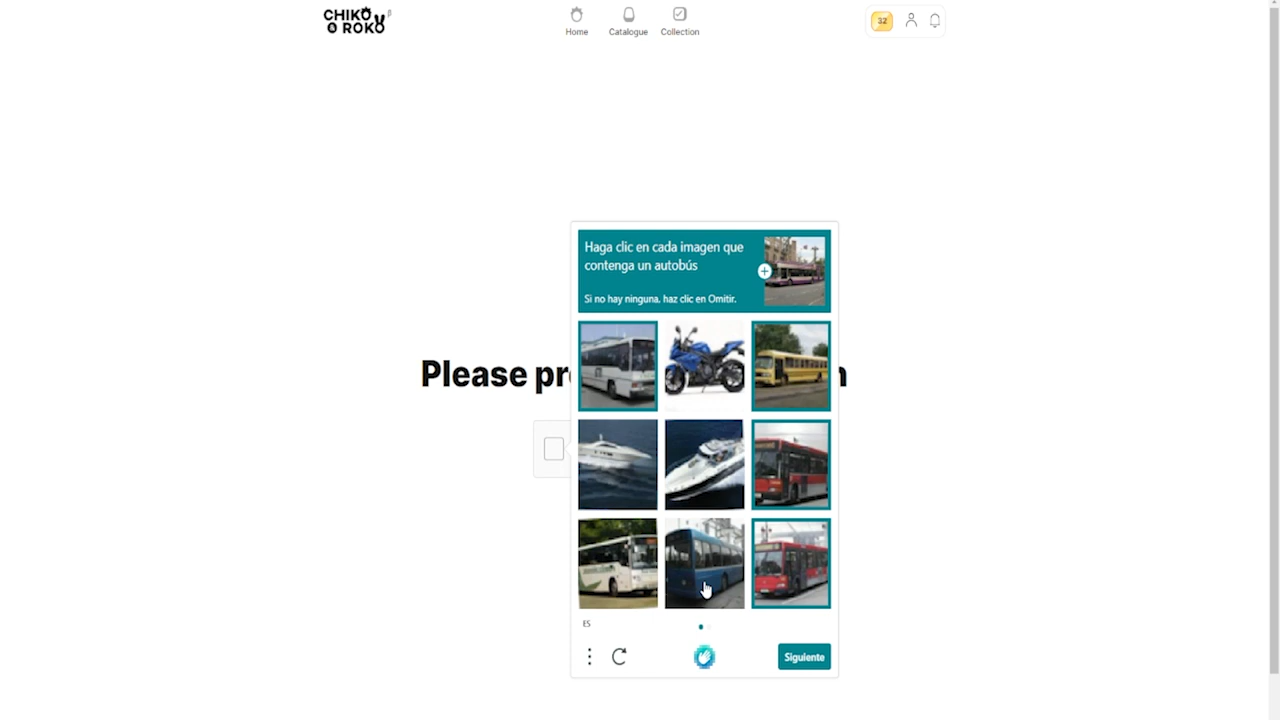 CHIKO
& ROKO
Home
Catalogue
Collection
32
Haga clic en cada imagen que
contenga un autobús
Si no hay ninguna, haz clic en Omitir.
Please pr
n
ES
Siguiente